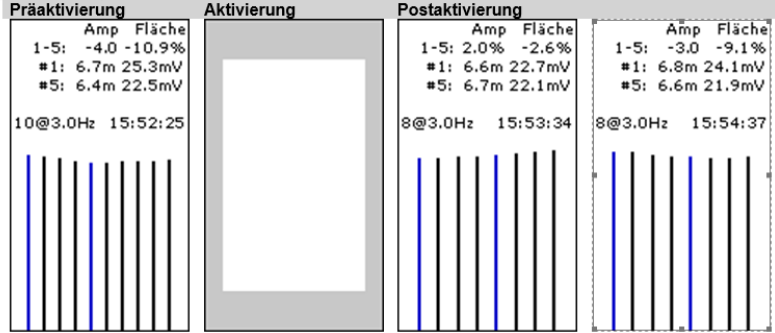 Präaktivierung
Amp Fläche
1-5: -4.0 -10.9%
#1: 6.7m 25.3mV
#5: 6.4m 22.5mV
10@3.0Hz 15:52:25
Aktivierung
Postaktivierung
Amp Fläche
1-5: 2.0% -2.6%
#1: 6.6m 22.7mV
#5: 6.7m 22.1mV
8@3.0Hz 15:53:34
Amp Fläche
1-5: -3.0 -9.1%
#1: 6.8m 24.1mV
#5: 6.6m 21.9mV
8@3.0Hz 15:54:37